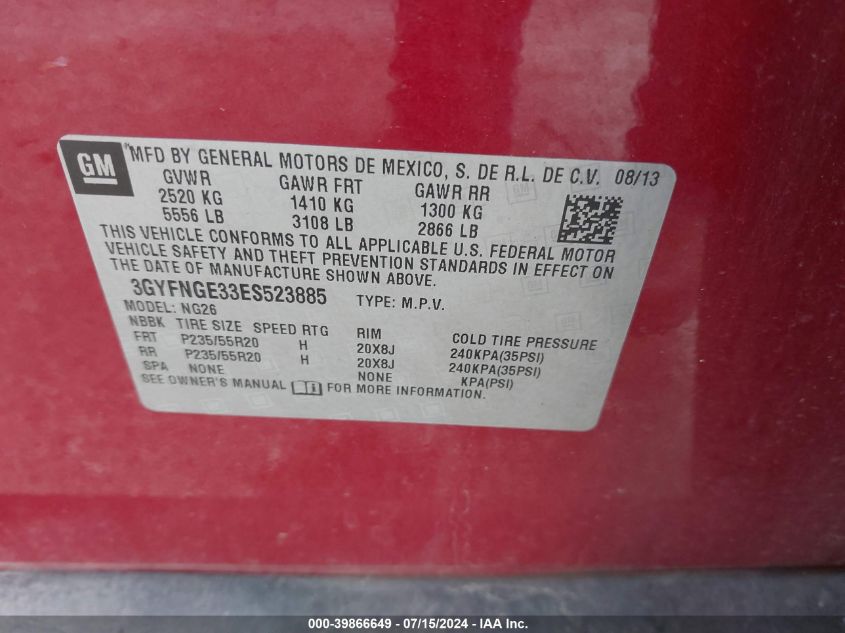 GM
MFD BY GENERAL MOTORS DE MEXICO, S. DE R.L. DE C.V. 08/13
GVWR GAWR FRT GAWR RR
2520 KG 1410 KG 1300 KG
5556 LB 3108 LB 2866 LB
THIS VEHICLE CONFORMS TO ALL APPLICABLE U.S. FEDERAL MOTOR
VEHICLE SAFETY AND THEFT PREVENTION STANDARDS IN EFFECT ON
THE DATE OF MANUFACTURE SHOWN ABOVE.
3GYFNGE33ES523885 TYPE: M.P.V.
MODEL: NG26
NBBK TIRE SIZE SPEED RTG RIM COLD TIRE PRESSURE
FRT P235/55R20 H 20X8J 240KPA(35PSI)
RR P235/55R20 H 20X8J 240KPA(35PSI)
SPA NONE NONE KPA(PSI)
SEE OWNER'S MANUAL FOR MORE INFORMATION.
000-39866649 / 07/15/2024 / IAA Inc.